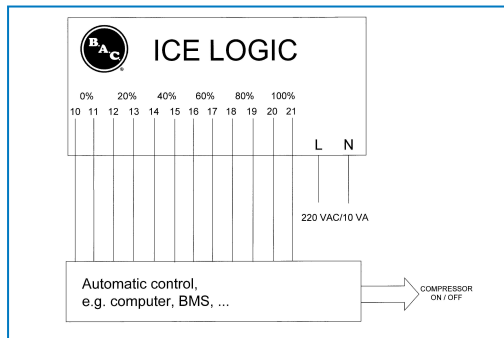 B.A.C.
®
ICE LOGIC
0% 20% 40% 60% 80% 100%
10 11 12 13 14 15 16 17 18 19 20 21
L N
220 VAC/10 VA
Automatic control,
e.g. computer, BMS, ...
COMPRESSOR
ON / OFF